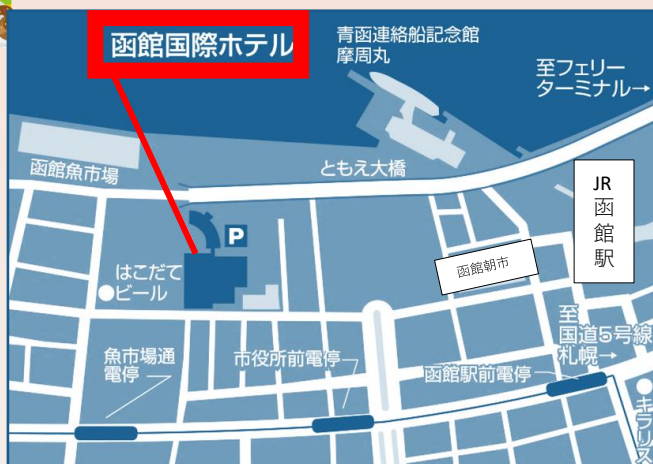 函館国際ホテル
青函連絡船記念館
摩周丸
至フェリー
ターミナル→
函館魚市場
ともえ大橋
JR
函
館
駅
P
函館朝市
はこだて
ビール
至
国道5号線
札幌→
魚市場通
電停
市役所前電停
函館駅前電停
キラリス